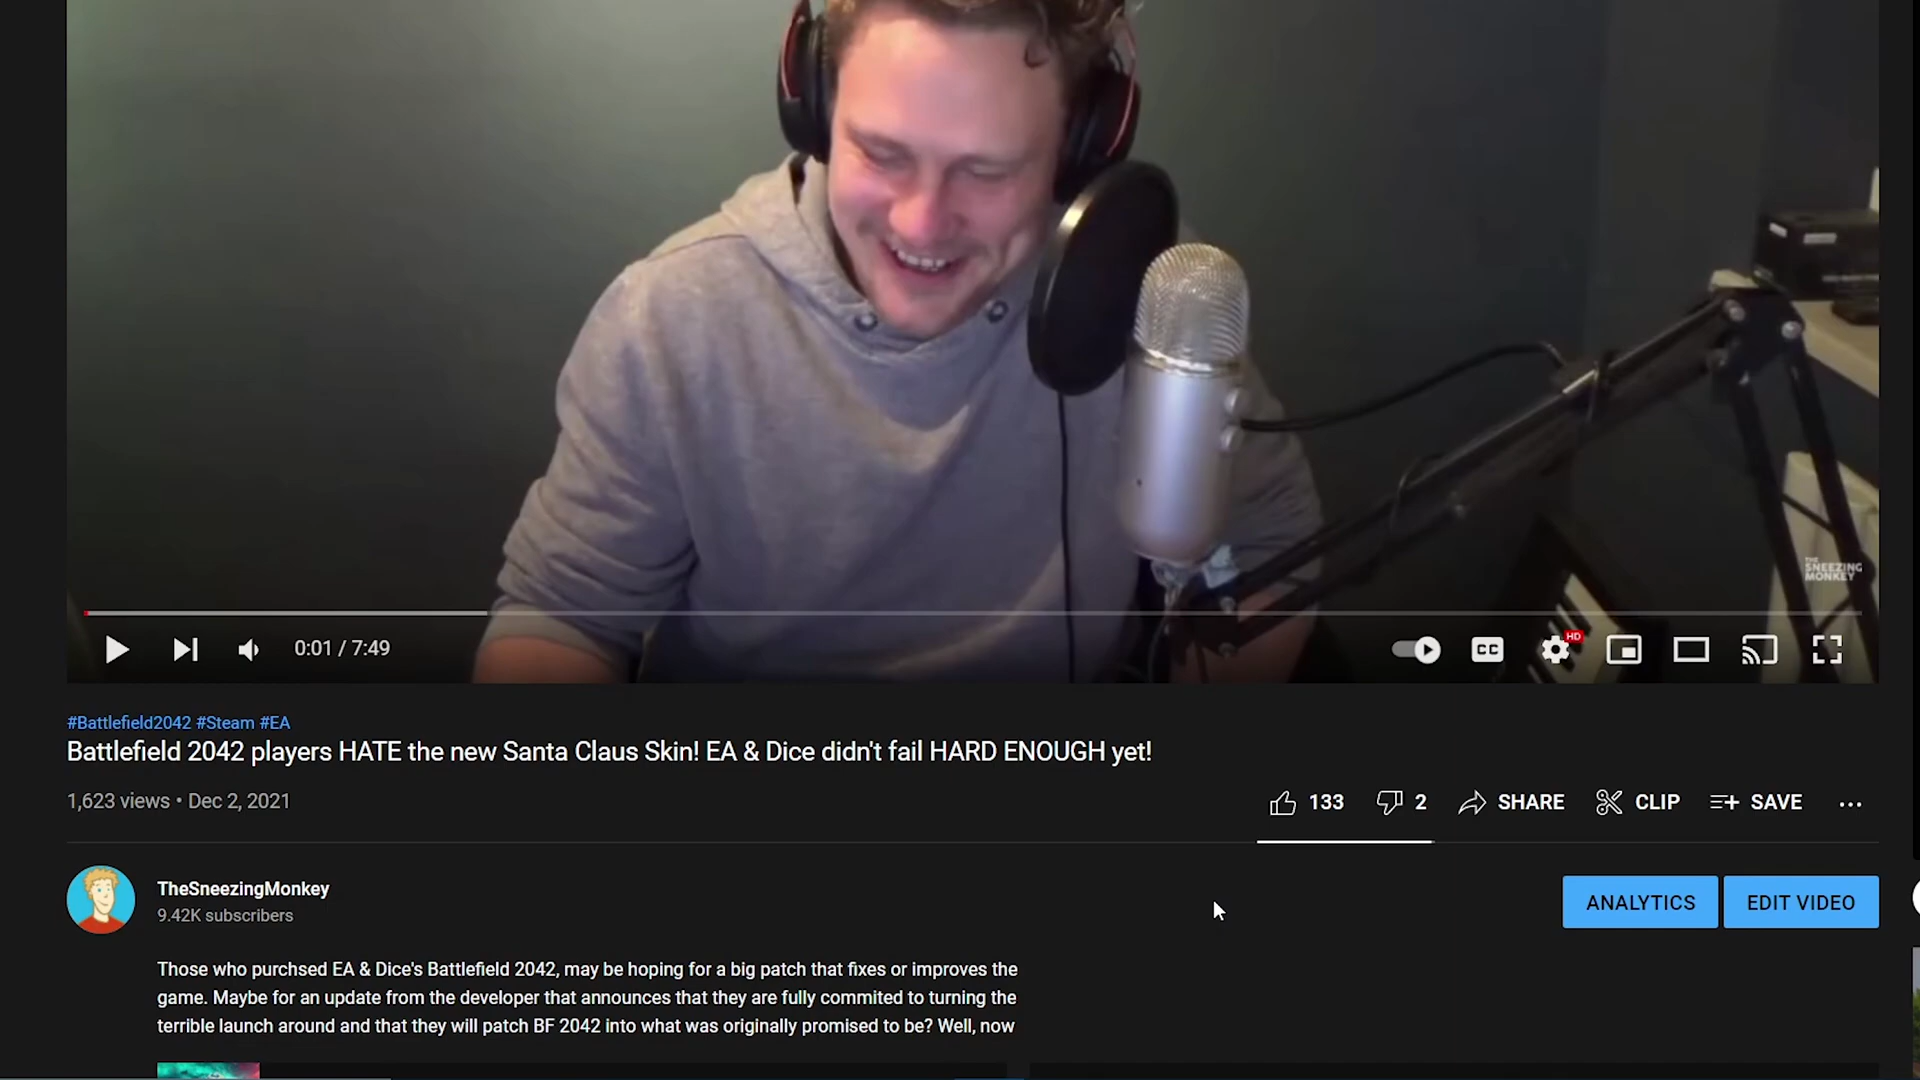 THE
SNEEZING
MONKEY
0:01 / 7:49
CC
HD
#Battlefield2042 #Steam #EA
Battlefield 2042 players HATE the new Santa Claus Skin! EA & Dice didn't fail HARD ENOUGH yet!
1,623 views • Dec 2, 2021
133
2
SHARE
CLIP
SAVE
TheSneezingMonkey
9.42K subscribers
ANALYTICS
EDIT VIDEO
Those who purchsed EA & Dice's Battlefield 2042, may be hoping for a big patch that fixes or improves the
game. Maybe for an update from the developer that announces that they are fully commited to turning the
terrible launch around and that they will patch BF 2042 into what was originally promised to be? Well, now